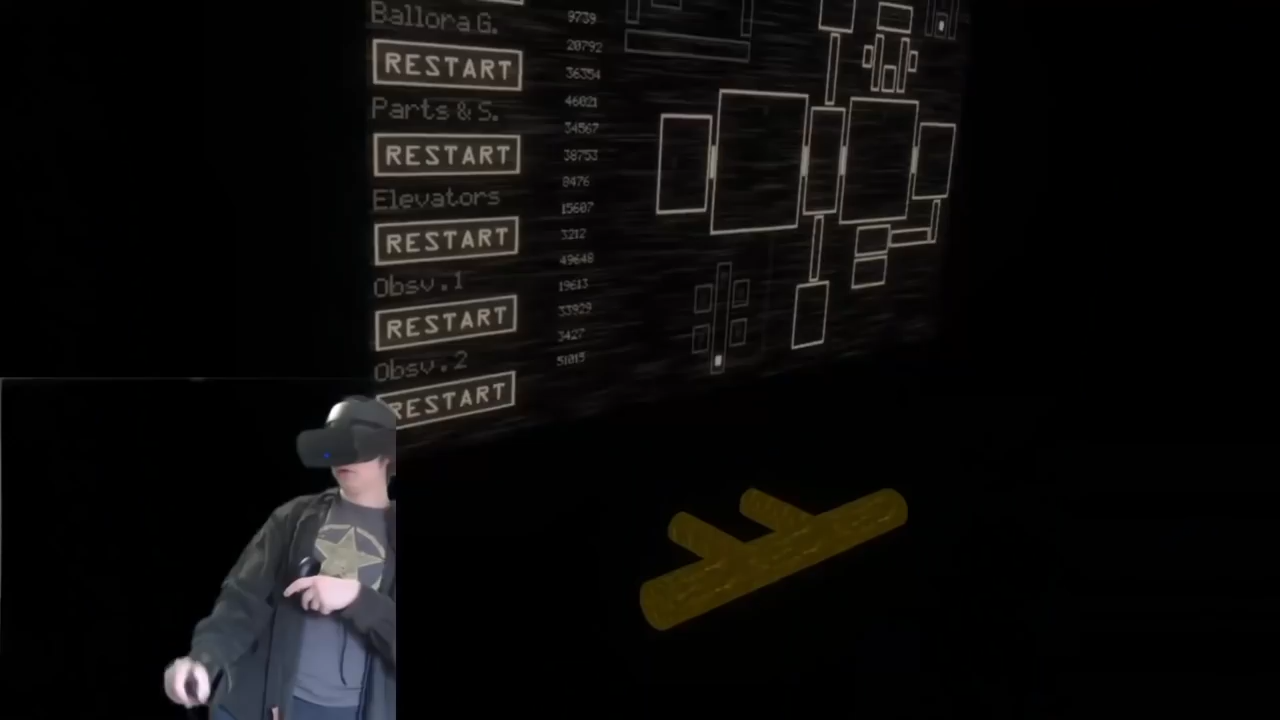 Ballora G.
RESTART
Parts & S.
RESTART
Elevators
RESTART
Obsv.1
RESTART
Obsv.2
RESTART
9739
20792
36354
46021
34567
38753
8476
15607
3212
49648
19613
33929
3427
51015